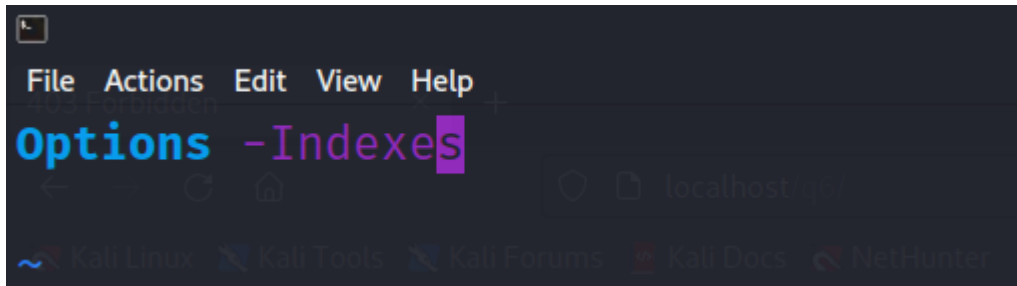 File Actions Edit View Help
403 Forbidden
Options -Indexes
localhost/q6/
~
Kali Linux Kali Tools Kali Forums Kali Docs NetHunter